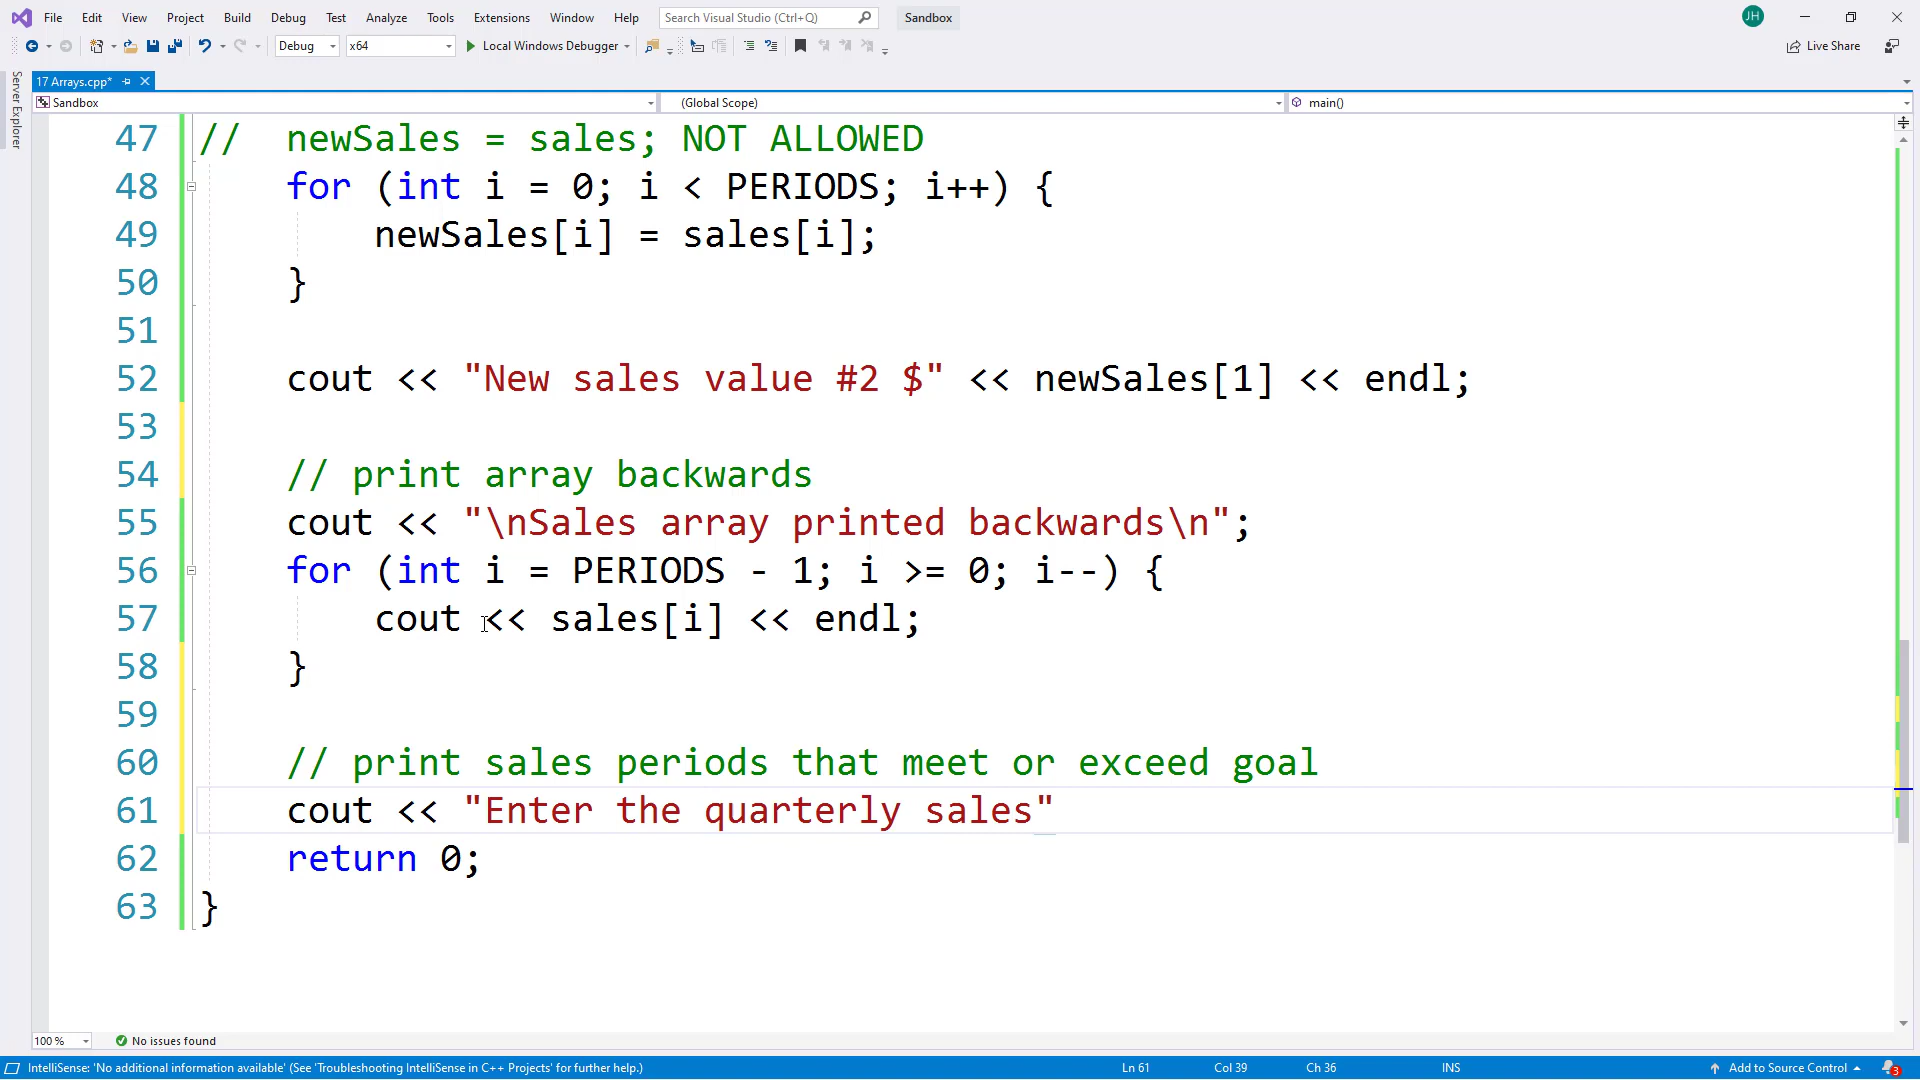 File Edit View Project Build Debug Test Analyze Tools Extensions Window Help Search Visual Studio (Ctrl+Q) Sandbox JH
Debug x64 Local Windows Debugger Live Share
17 Arrays.cpp*
Server Explorer
Sandbox (Global Scope) main()
47 // newSales = sales; NOT ALLOWED
48 for (int i = 0; i < PERIODS; i++) {
49 newSales[i] = sales[i];
50 }
51
52 cout << "New sales value #2 $" << newSales[1] << endl;
53
54 // print array backwards
55 cout << "\nSales array printed backwards\n";
56 for (int i = PERIODS - 1; i >= 0; i--) {
57 cout << sales[i] << endl;
58 }
59
60 // print sales periods that meet or exceed goal
61 cout << "Enter the quarterly sales"
62 return 0;
63 }
100 % No issues found
IntelliSense: 'No additional information available' (See 'Troubleshooting IntelliSense in C++ Projects' for further help.) Ln 61 Col 39 Ch 36 INS Add to Source Control 3